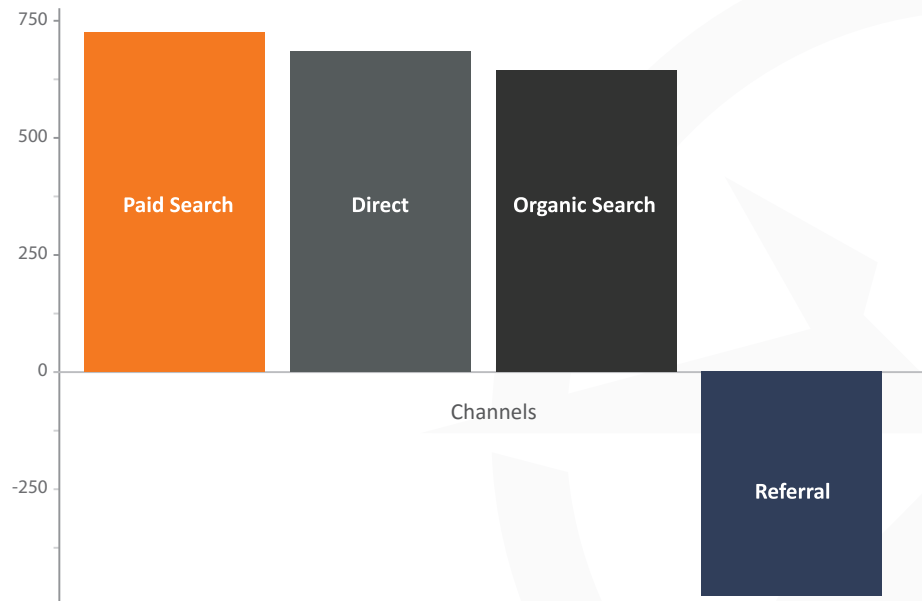 750
500
Paid Search
Direct
Organic Search
250
0
Channels
-250
Referral